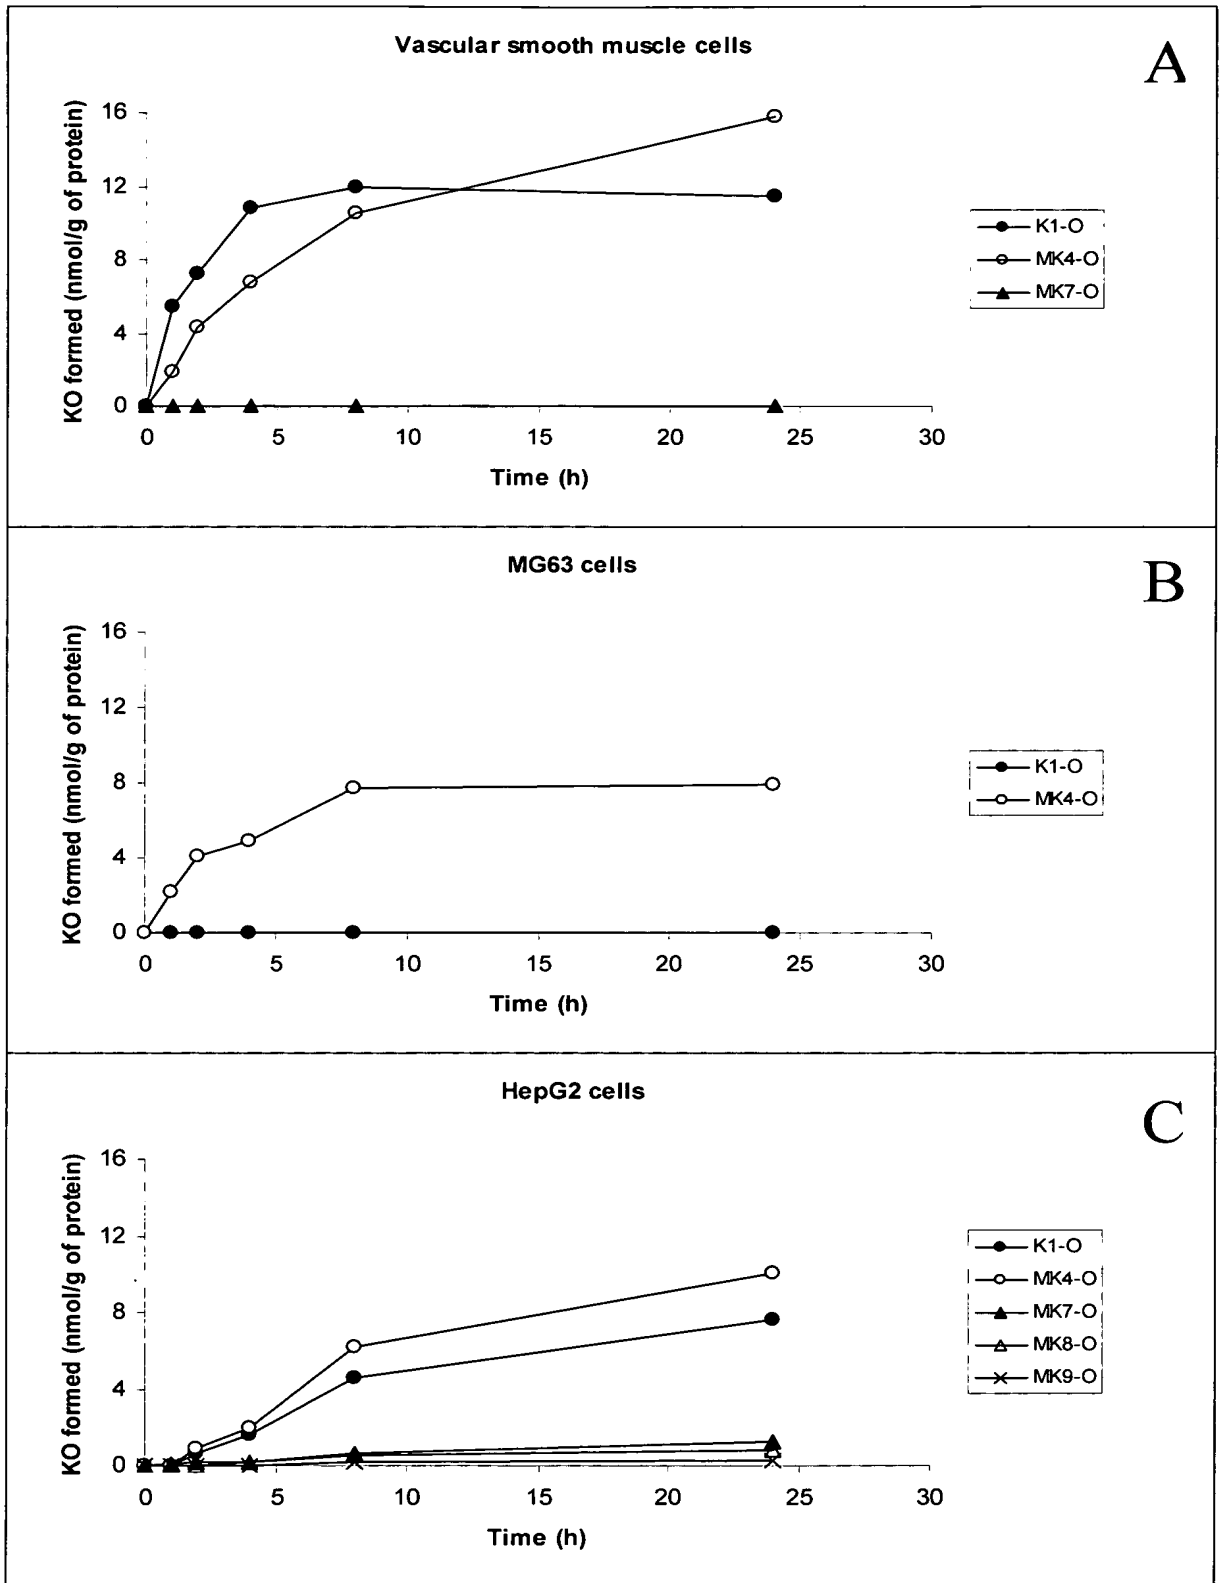 Vascular smooth muscle cells
A
KO formed (nmol/g of protein)
16
12
8
4
0
0 5 10 15 20 25 30
Time (h)
K1-O
MK4-O
MK7-O
MG63 cells
B
KO formed (nmol/g of protein)
16
12
8
4
0
0 5 10 15 20 25 30
Time (h)
K1-O
MK4-O
HepG2 cells
C
KO formed (nmol/g of protein)
16
12
8
4
0
0 5 10 15 20 25 30
Time (h)
K1-O
MK4-O
MK7-O
MK8-O
MK9-O